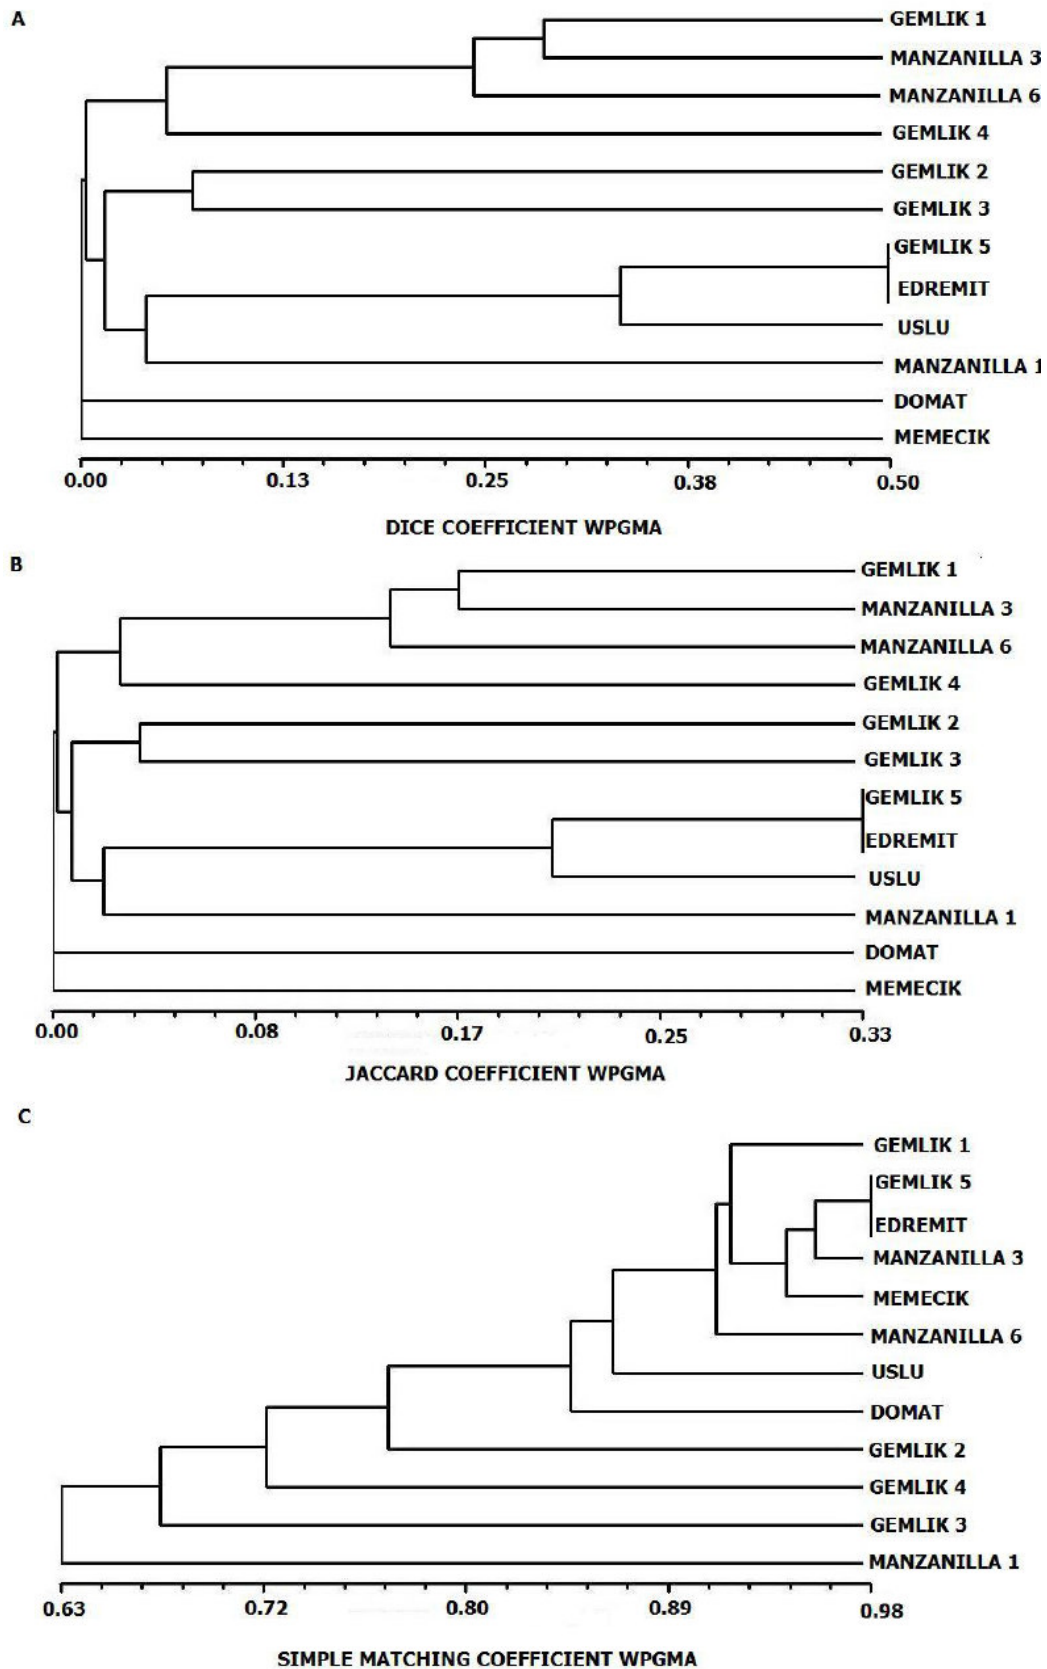 A
GEMLIK 1
MANZANILLA 3
MANZANILLA 6
GEMLIK 4
GEMLIK 2
GEMLIK 3
GEMLIK 5
EDREMIT
USLU
MANZANILLA 1
DOMAT
MEMECIK
0.00 0.13 0.25 0.38 0.50
DICE COEFFICIENT WPGMA
B
GEMLIK 1
MANZANILLA 3
MANZANILLA 6
GEMLIK 4
GEMLIK 2
GEMLIK 3
GEMLIK 5
EDREMIT
USLU
MANZANILLA 1
DOMAT
MEMECIK
0.00 0.08 0.17 0.25 0.33
JACCARD COEFFICIENT WPGMA
C
GEMLIK 1
GEMLIK 5
EDREMIT
MANZANILLA 3
MEMECIK
MANZANILLA 6
USLU
DOMAT
GEMLIK 2
GEMLIK 4
GEMLIK 3
MANZANILLA 1
0.63 0.72 0.80 0.89 0.98
SIMPLE MATCHING COEFFICIENT WPGMA